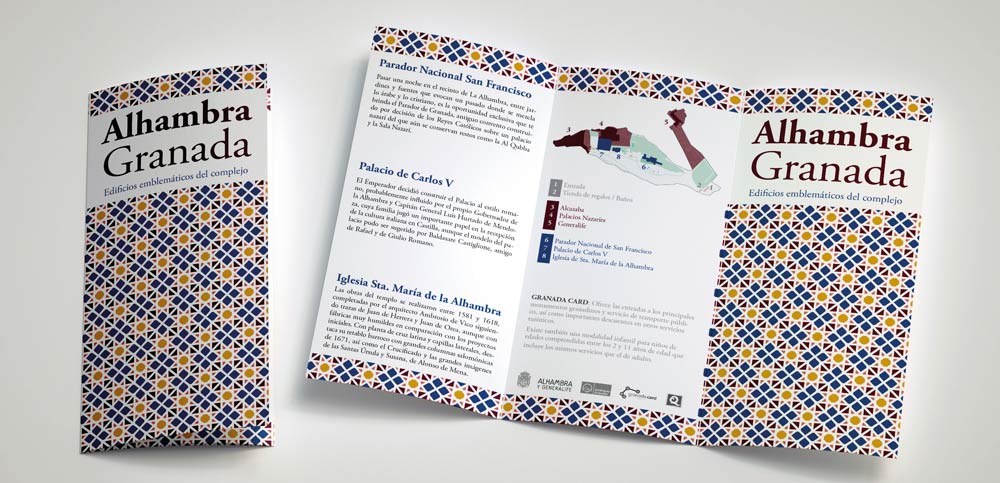 Alhambra
Granada
Edificios emblemáticos del complejo
Parador Nacional San Francisco
Pasar una noche en el recinto de La Alhambra, entre jar-
dines y fuentes que evocan un pasado donde se mezcla
lo árabe y lo cristiano, es la oportunidad exclusiva que te
brinda el Parador de Granada, antiguo convento construi-
do por decisión de los Reyes Católicos sobre un palacio
nazarí del que aún se conservan restos como la Al Qubba
y la Sala Nazarí.
Palacio de Carlos V
El Emperador decidió construir el Palacio al estilo roma-
no, probablemente influido por el propio Gobernador de
la Alhambra y Capitán General Luis Hurtado de Mendo-
za, cuya familia jugó un importante papel en la recepción
de la cultura italiana en Castilla, aunque el modelo del pa-
lacio pudo ser sugerido por Baldasare Castiglione, amigo
de Rafael y de Giulio Romano.
Iglesia Sta. María de la Alhambra
Las obras del templo se realizaron entre 1581 y 1618,
completadas por el arquitecto Ambrosio de Vico siguien-
do trazas de Juan de Herrera y Juan de Orea, aunque con
fábricas muy humildes en comparación con los proyectos
iniciales. Con planta de cruz latina y capillas laterales, des-
taca su retablo barroco con grandes columnas salomónicas
de 1671, así como el Crucificado y las grandes imágenes
de las Santas Úrsula y Susana, de Alonso de Mena.
3
4
5
7
8
6
2
1
1 Entrada
2 Tienda de regalos / Baños
3 Alcazaba
4 Palacios Nazaríes
5 Generalife
6 Parador Nacional de San Francisco
7 Palacio de Carlos V
8 Iglesia de Sta. María de la Alhambra
GRANADA CARD: Ofrece las entradas a los principales
monumentos granadinos y servicio de transporte públi-
co, así como importantes descuentos en otros servicios
turísticos.
Existe también una modalidad infantil para niños de
edades comprendidas entre los 2 y 11 años de edad que
incluye los mismos servicios que el de adulto.
ALHAMBRA
Y GENERALIFE
granada card
Q
Alhambra
Granada
Edificios emblemáticos del complejo